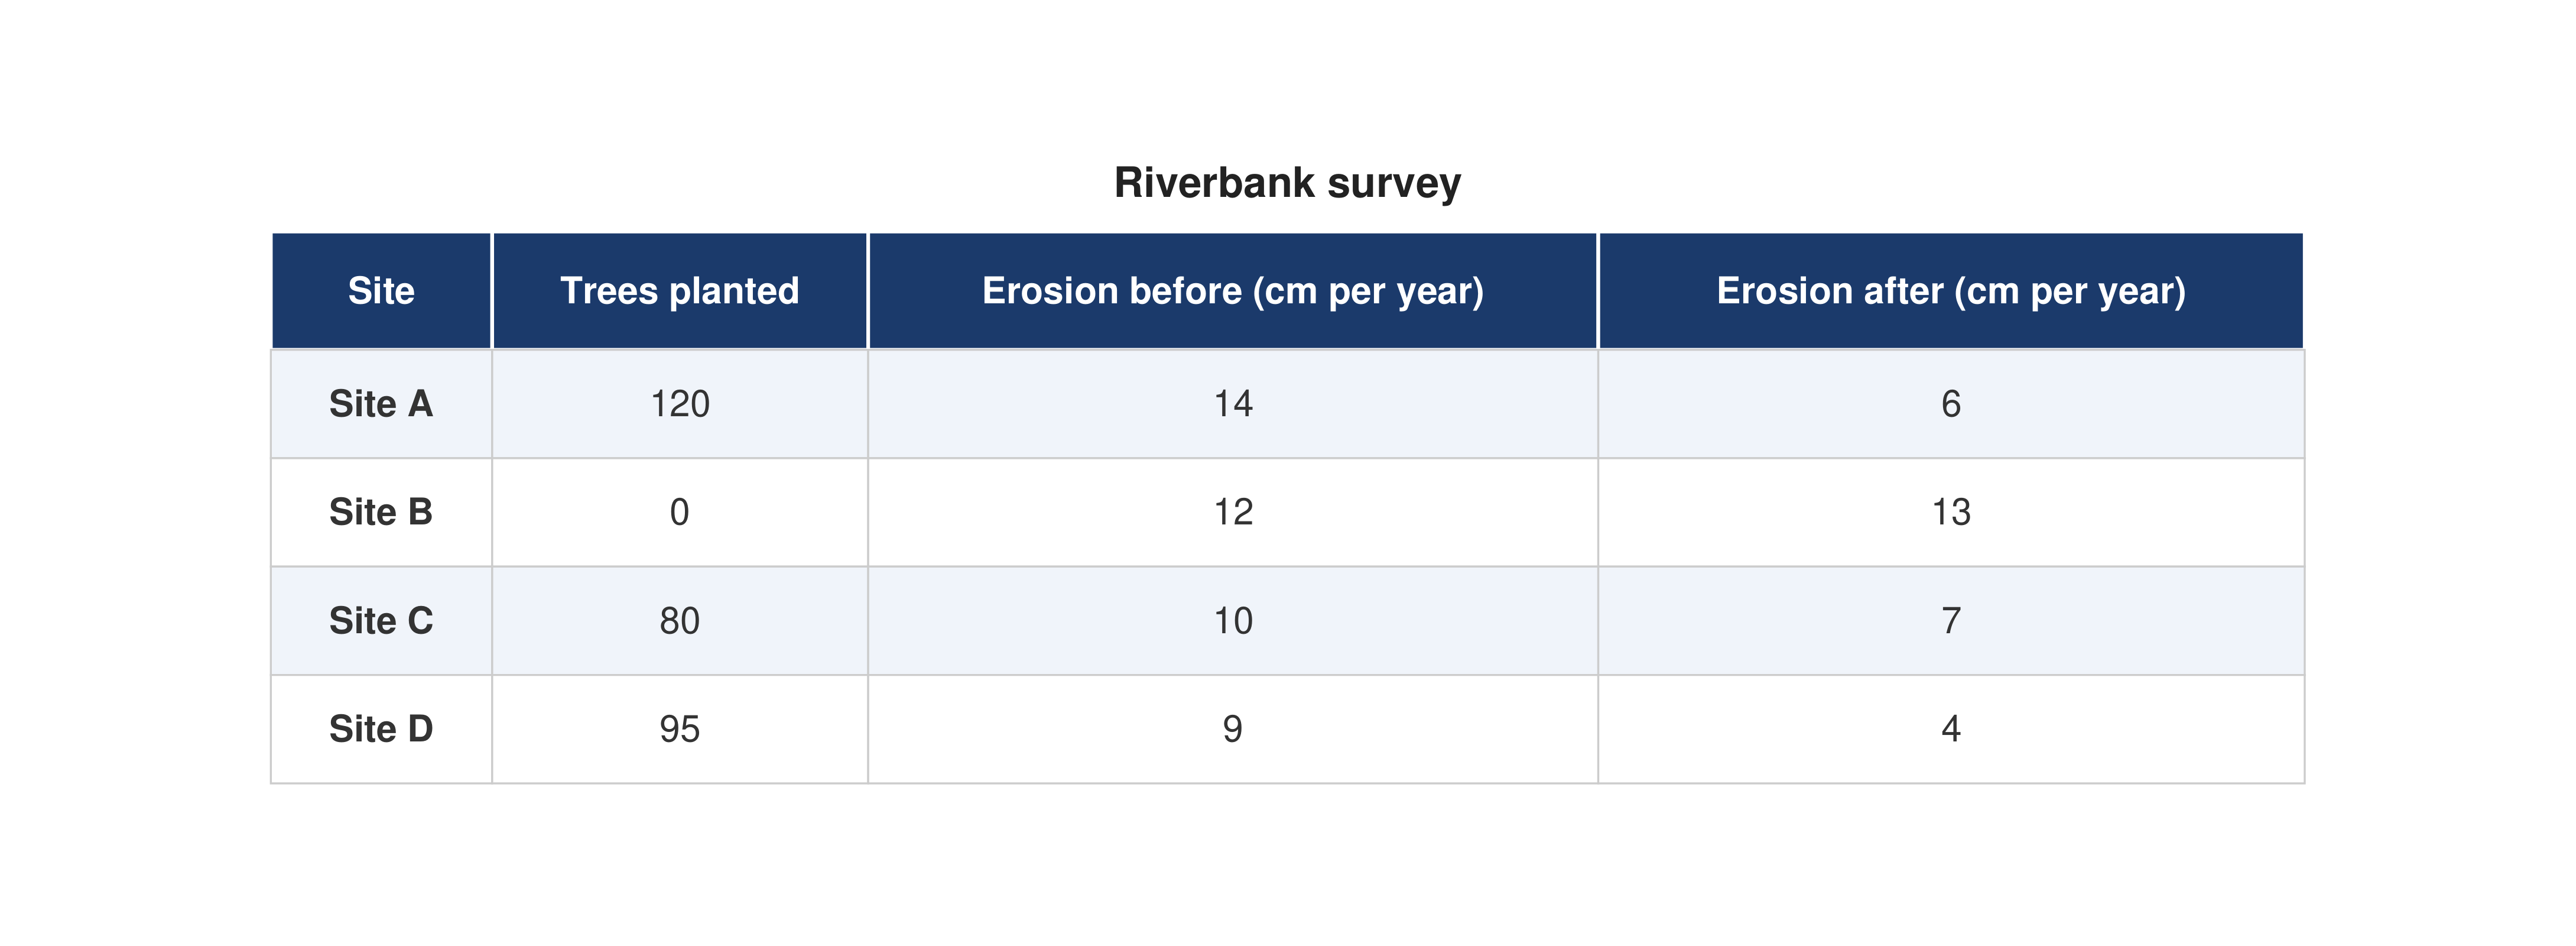 Riverbank survey
Site Trees planted Erosion before (cm per year) Erosion after (cm per year)
Site A 120 14 6
Site B 0 12 13
Site C 80 10 7
Site D 95 9 4